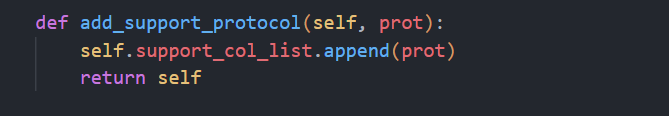 def add_support_protocol(self, prot):
    self.support_col_list.append(prot)
    return self